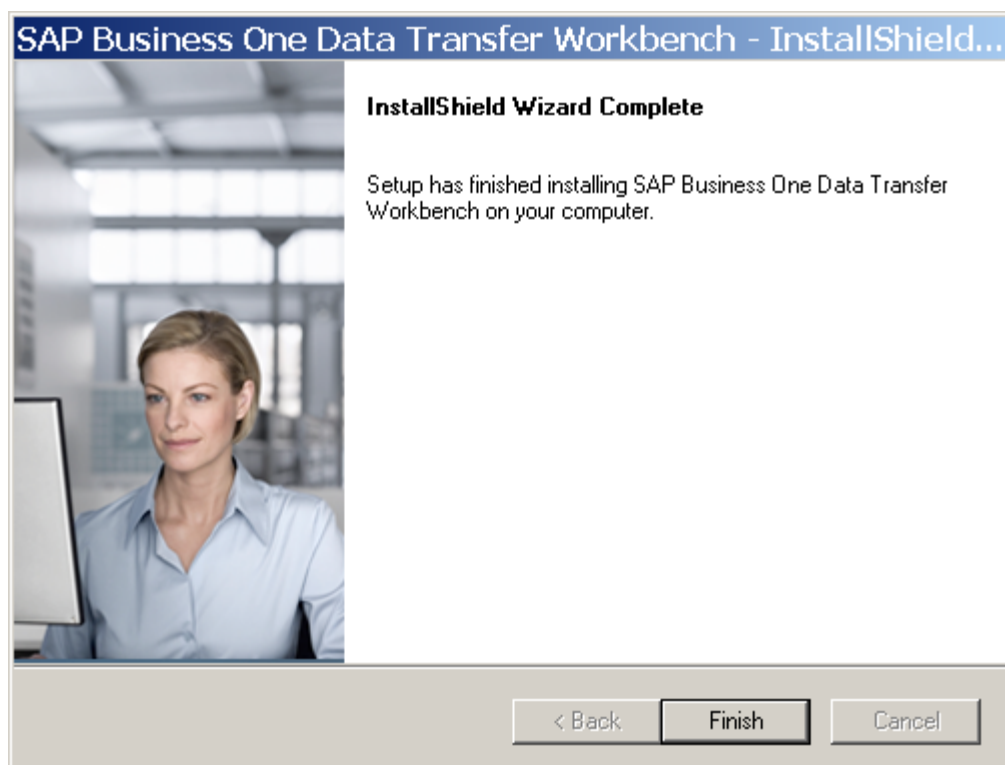 SAP Business One Data Transfer Workbench - InstallShield...
InstallShield Wizard Complete
Setup has finished installing SAP Business One Data Transfer
Workbench on your computer.
< Back
Finish
Cancel